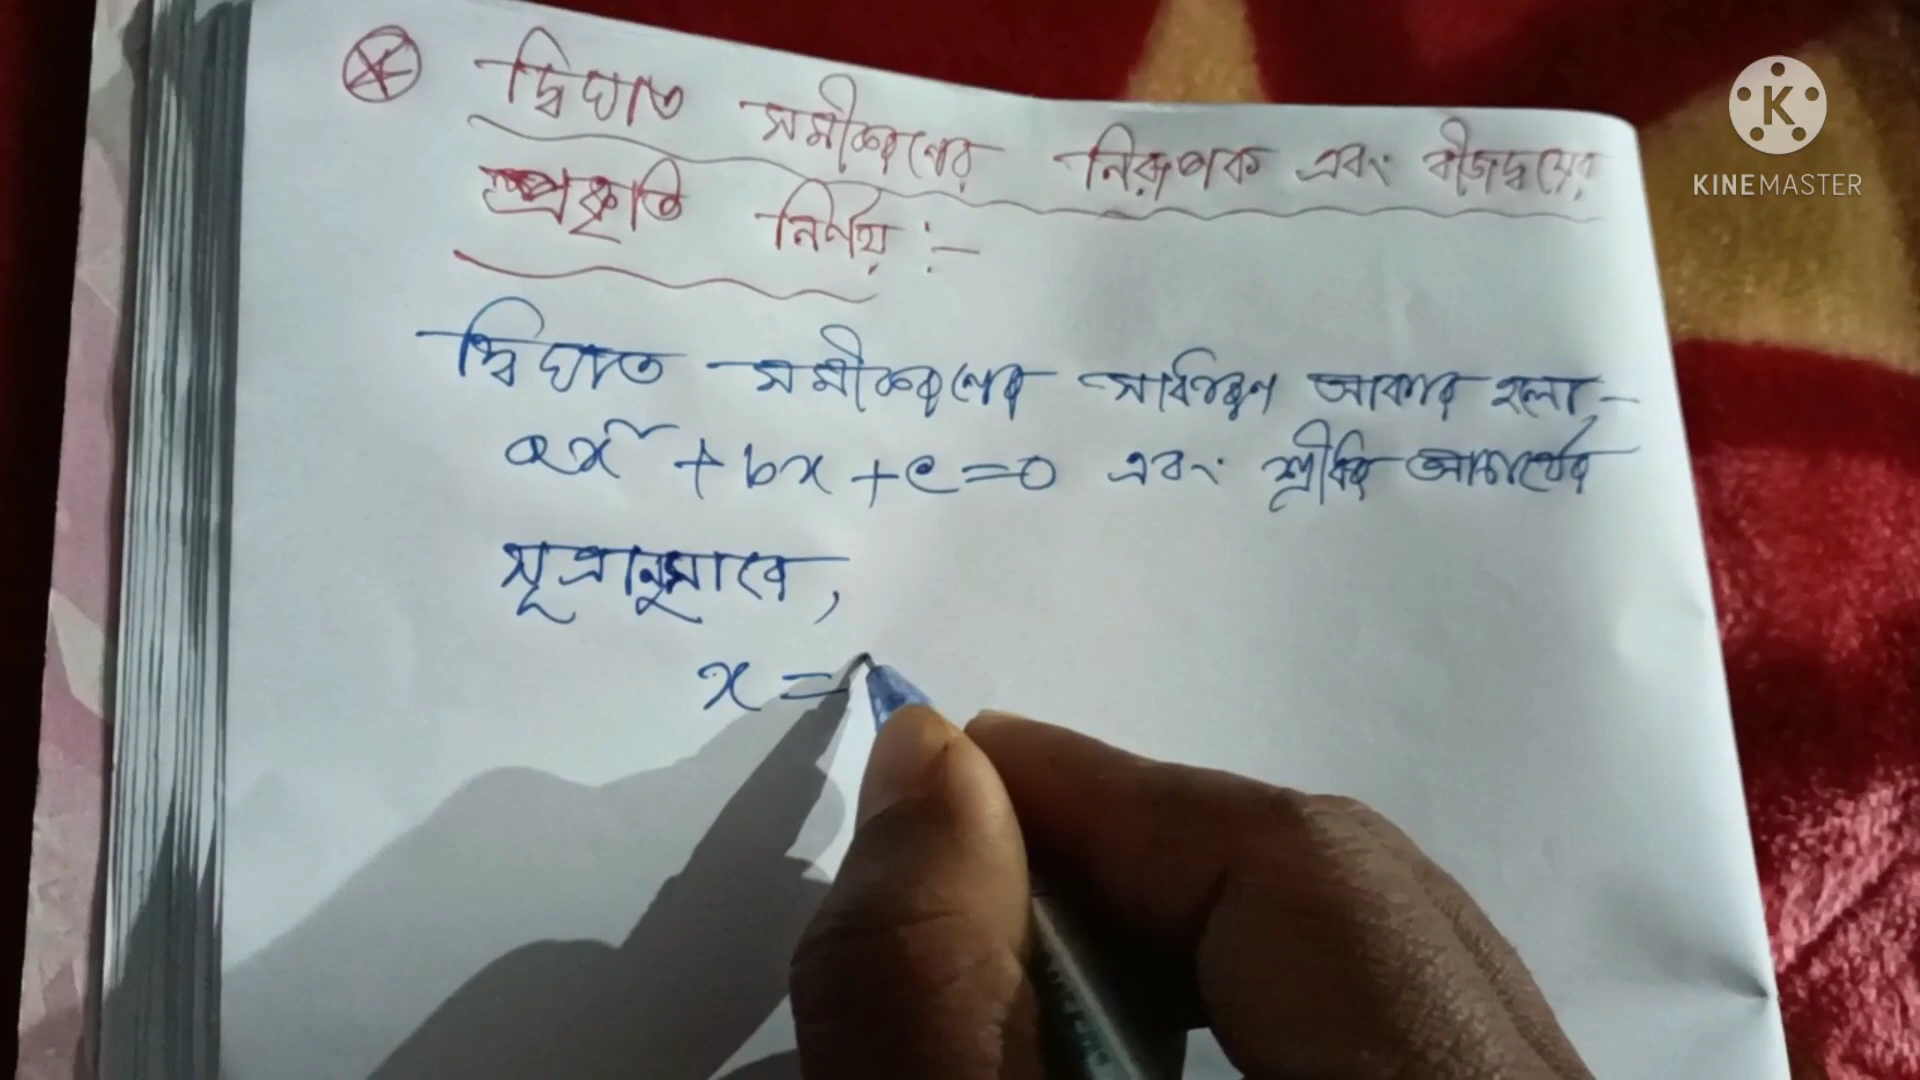 দ্বিঘাত সমীকরণের নিরূপক এবং বীজদ্বয়ের
প্রকৃতি নির্ণয় :-
দ্বিঘাত সমীকরণের সাধারণ আকার হলো,-
ax² + bx + c = 0 এবং শ্রীধর আচার্যের
সূত্রানুসারে,
x =
K
KINEMASTER